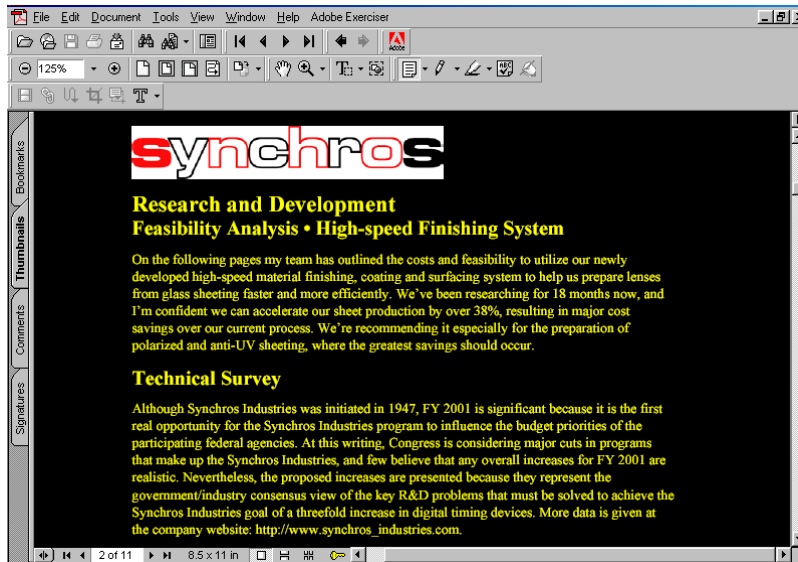 File Edit Document Tools View Window Help Adobe Exerciser
Adobe
125%
Bookmarks
Thumbnails
Comments
Signatures
synchros
Research and Development
Feasibility Analysis • High-speed Finishing System
On the following pages my team has outlined the costs and feasibility to utilize our newly
developed high-speed material finishing, coating and surfacing system to help us prepare lenses
from glass sheeting faster and more efficiently. We've been researching for 18 months now, and
I'm confident we can accelerate our sheet production by over 38%, resulting in major cost
savings over our current process. We're recommending it especially for the preparation of
polarized and anti-UV sheeting, where the greatest savings should occur.
Technical Survey
Although Synchros Industries was initiated in 1947, FY 2001 is significant because it is the first
real opportunity for the Synchros Industries program to influence the budget priorities of the
participating federal agencies. At this writing, Congress is considering major cuts in programs
that make up the Synchros Industries, and few believe that any overall increases for FY 2001 are
realistic. Nevertheless, the proposed increases are presented because they represent the
government/industry consensus view of the key R&D problems that must be solved to achieve the
Synchros Industries goal of a threefold increase in digital timing devices. More data is given at
the company website: http://www.synchros_industries.com.
2 of 11 8.5 x 11 in